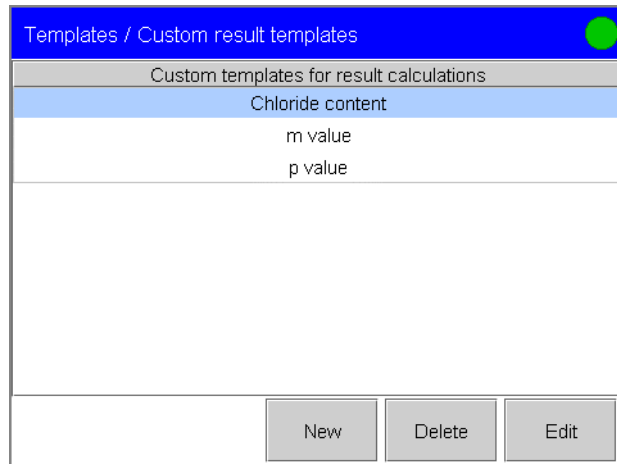 Templates / Custom result templates
Custom templates for result calculations
Chloride content
m value
p value
New Delete Edit